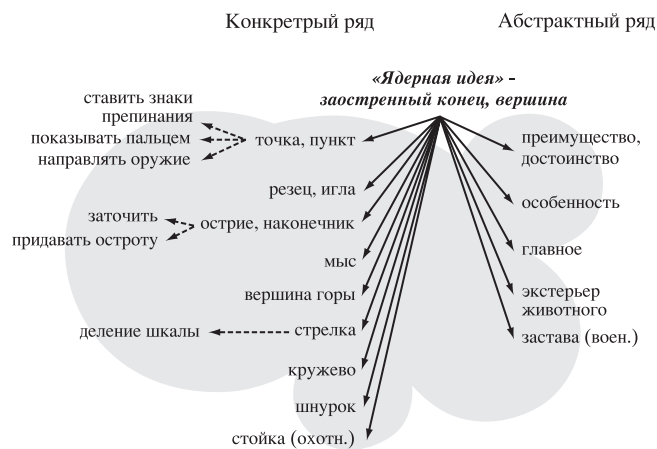 Конкретрый ряд
Абстрактный ряд
«Ядерная идея» -
заостренный конец, вершина
ставить знаки
препинания
показывать пальцем
направлять оружие
точка, пункт
резец, игла
заточить
придавать остроту
острие, наконечник
мыс
вершина горы
деление шкалы
стрелка
кружево
шнурок
стойка (охотн.)
преимущество,
достоинство
особенность
главное
экстерьер
животного
застава (воен.)